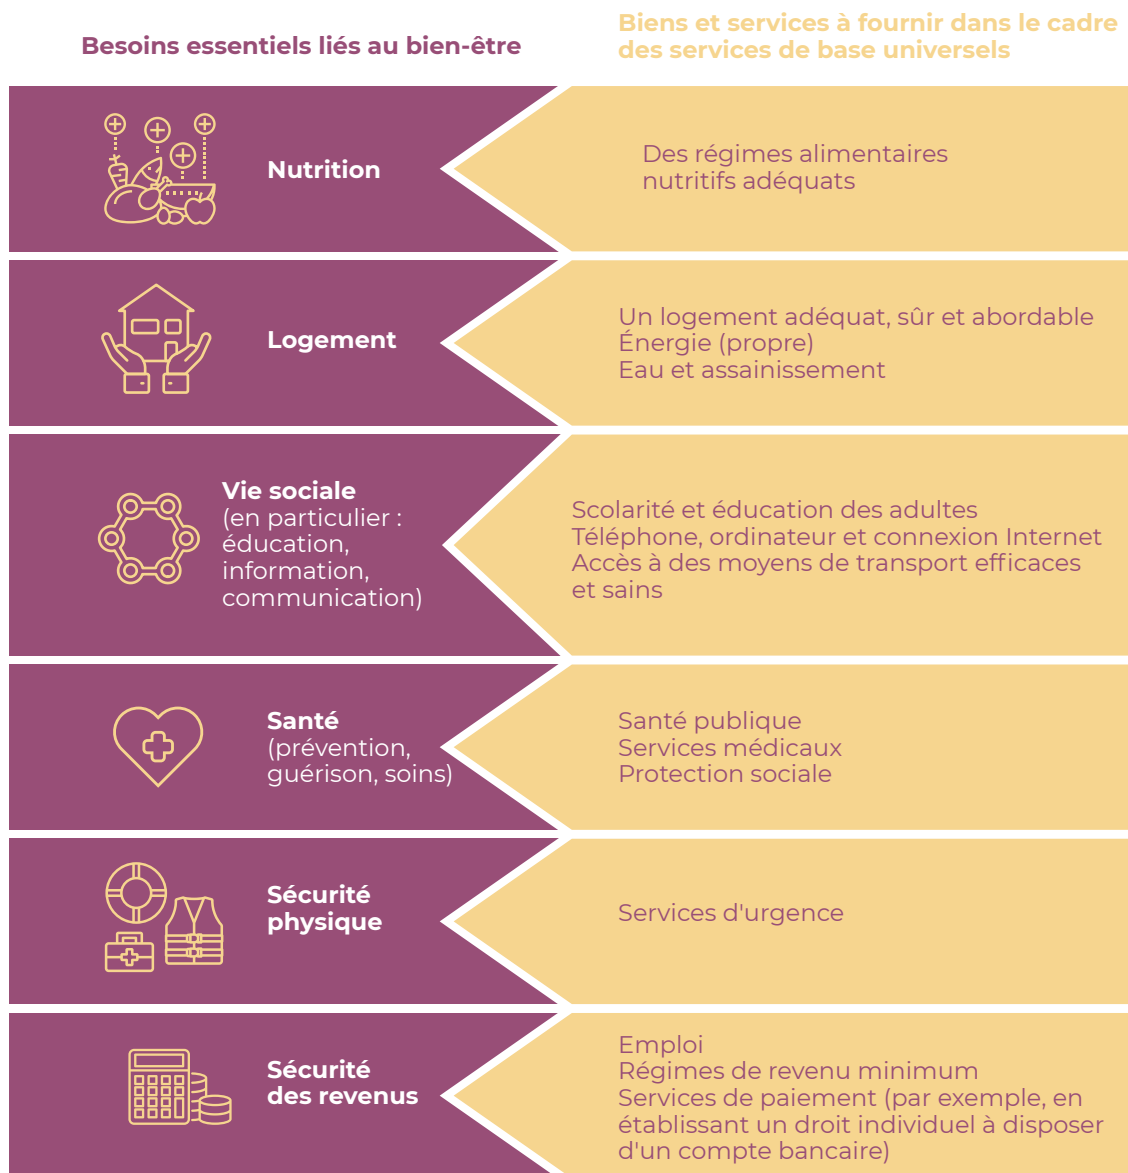 Besoins essentiels liés au bien-être
Biens et services à fournir dans le cadre
des services de base universels
Nutrition
Des régimes alimentaires
nutritifs adéquats
Logement
Un logement adéquat, sûr et abordable
Énergie (propre)
Eau et assainissement
Vie sociale
(en particulier :
éducation,
information,
communication)
Scolarité et éducation des adultes
Téléphone, ordinateur et connexion Internet
Accès à des moyens de transport efficaces
et sains
Santé
(prévention,
guérison, soins)
Santé publique
Services médicaux
Protection sociale
Sécurité
physique
Services d'urgence
Sécurité
des revenus
Emploi
Régimes de revenu minimum
Services de paiement (par exemple, en
établissant un droit individuel à disposer
d'un compte bancaire)